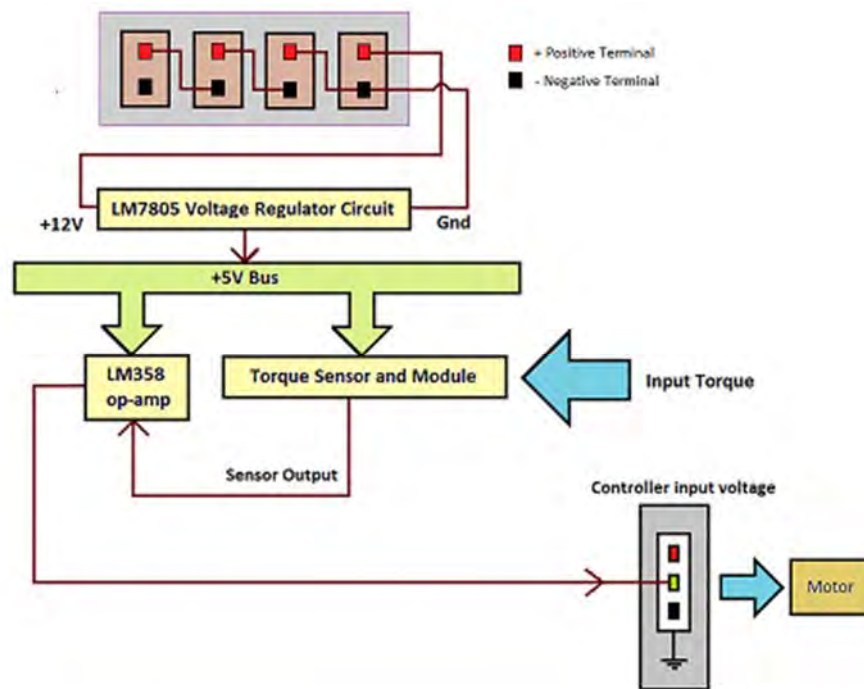 + Positive Terminal
- Negative Terminal
LM7805 Voltage Regulator Circuit
+12V
Gnd
+5V Bus
LM358
op-amp
Torque Sensor and Module
Input Torque
Sensor Output
Controller input voltage
Motor